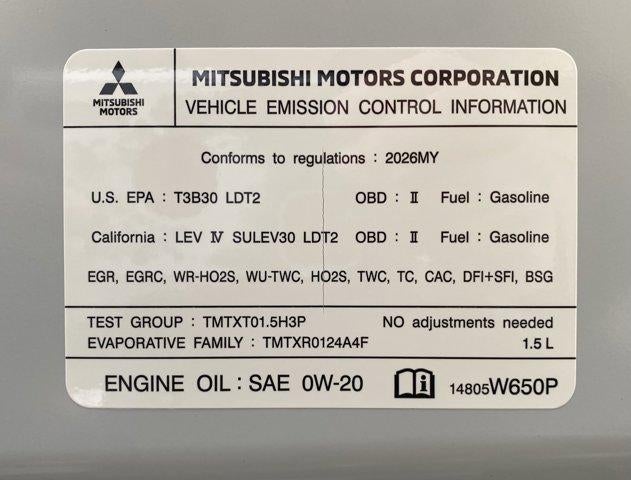 MITSUBISHI MOTORS
MITSUBISHI MOTORS CORPORATION
VEHICLE EMISSION CONTROL INFORMATION
Conforms to regulations : 2026MY
U.S. EPA : T3B30 LDT2 OBD : Ⅱ Fuel : Gasoline
California : LEV Ⅳ SULEV30 LDT2 OBD : Ⅱ Fuel : Gasoline
EGR, EGRC, WR-HO2S, WU-TWC, HO2S, TWC, TC, CAC, DFI+SFI, BSG
TEST GROUP : TMTXT01.5H3P NO adjustments needed
EVAPORATIVE FAMILY : TMTXR0124A4F 1.5 L
ENGINE OIL : SAE 0W-20 14805W650P